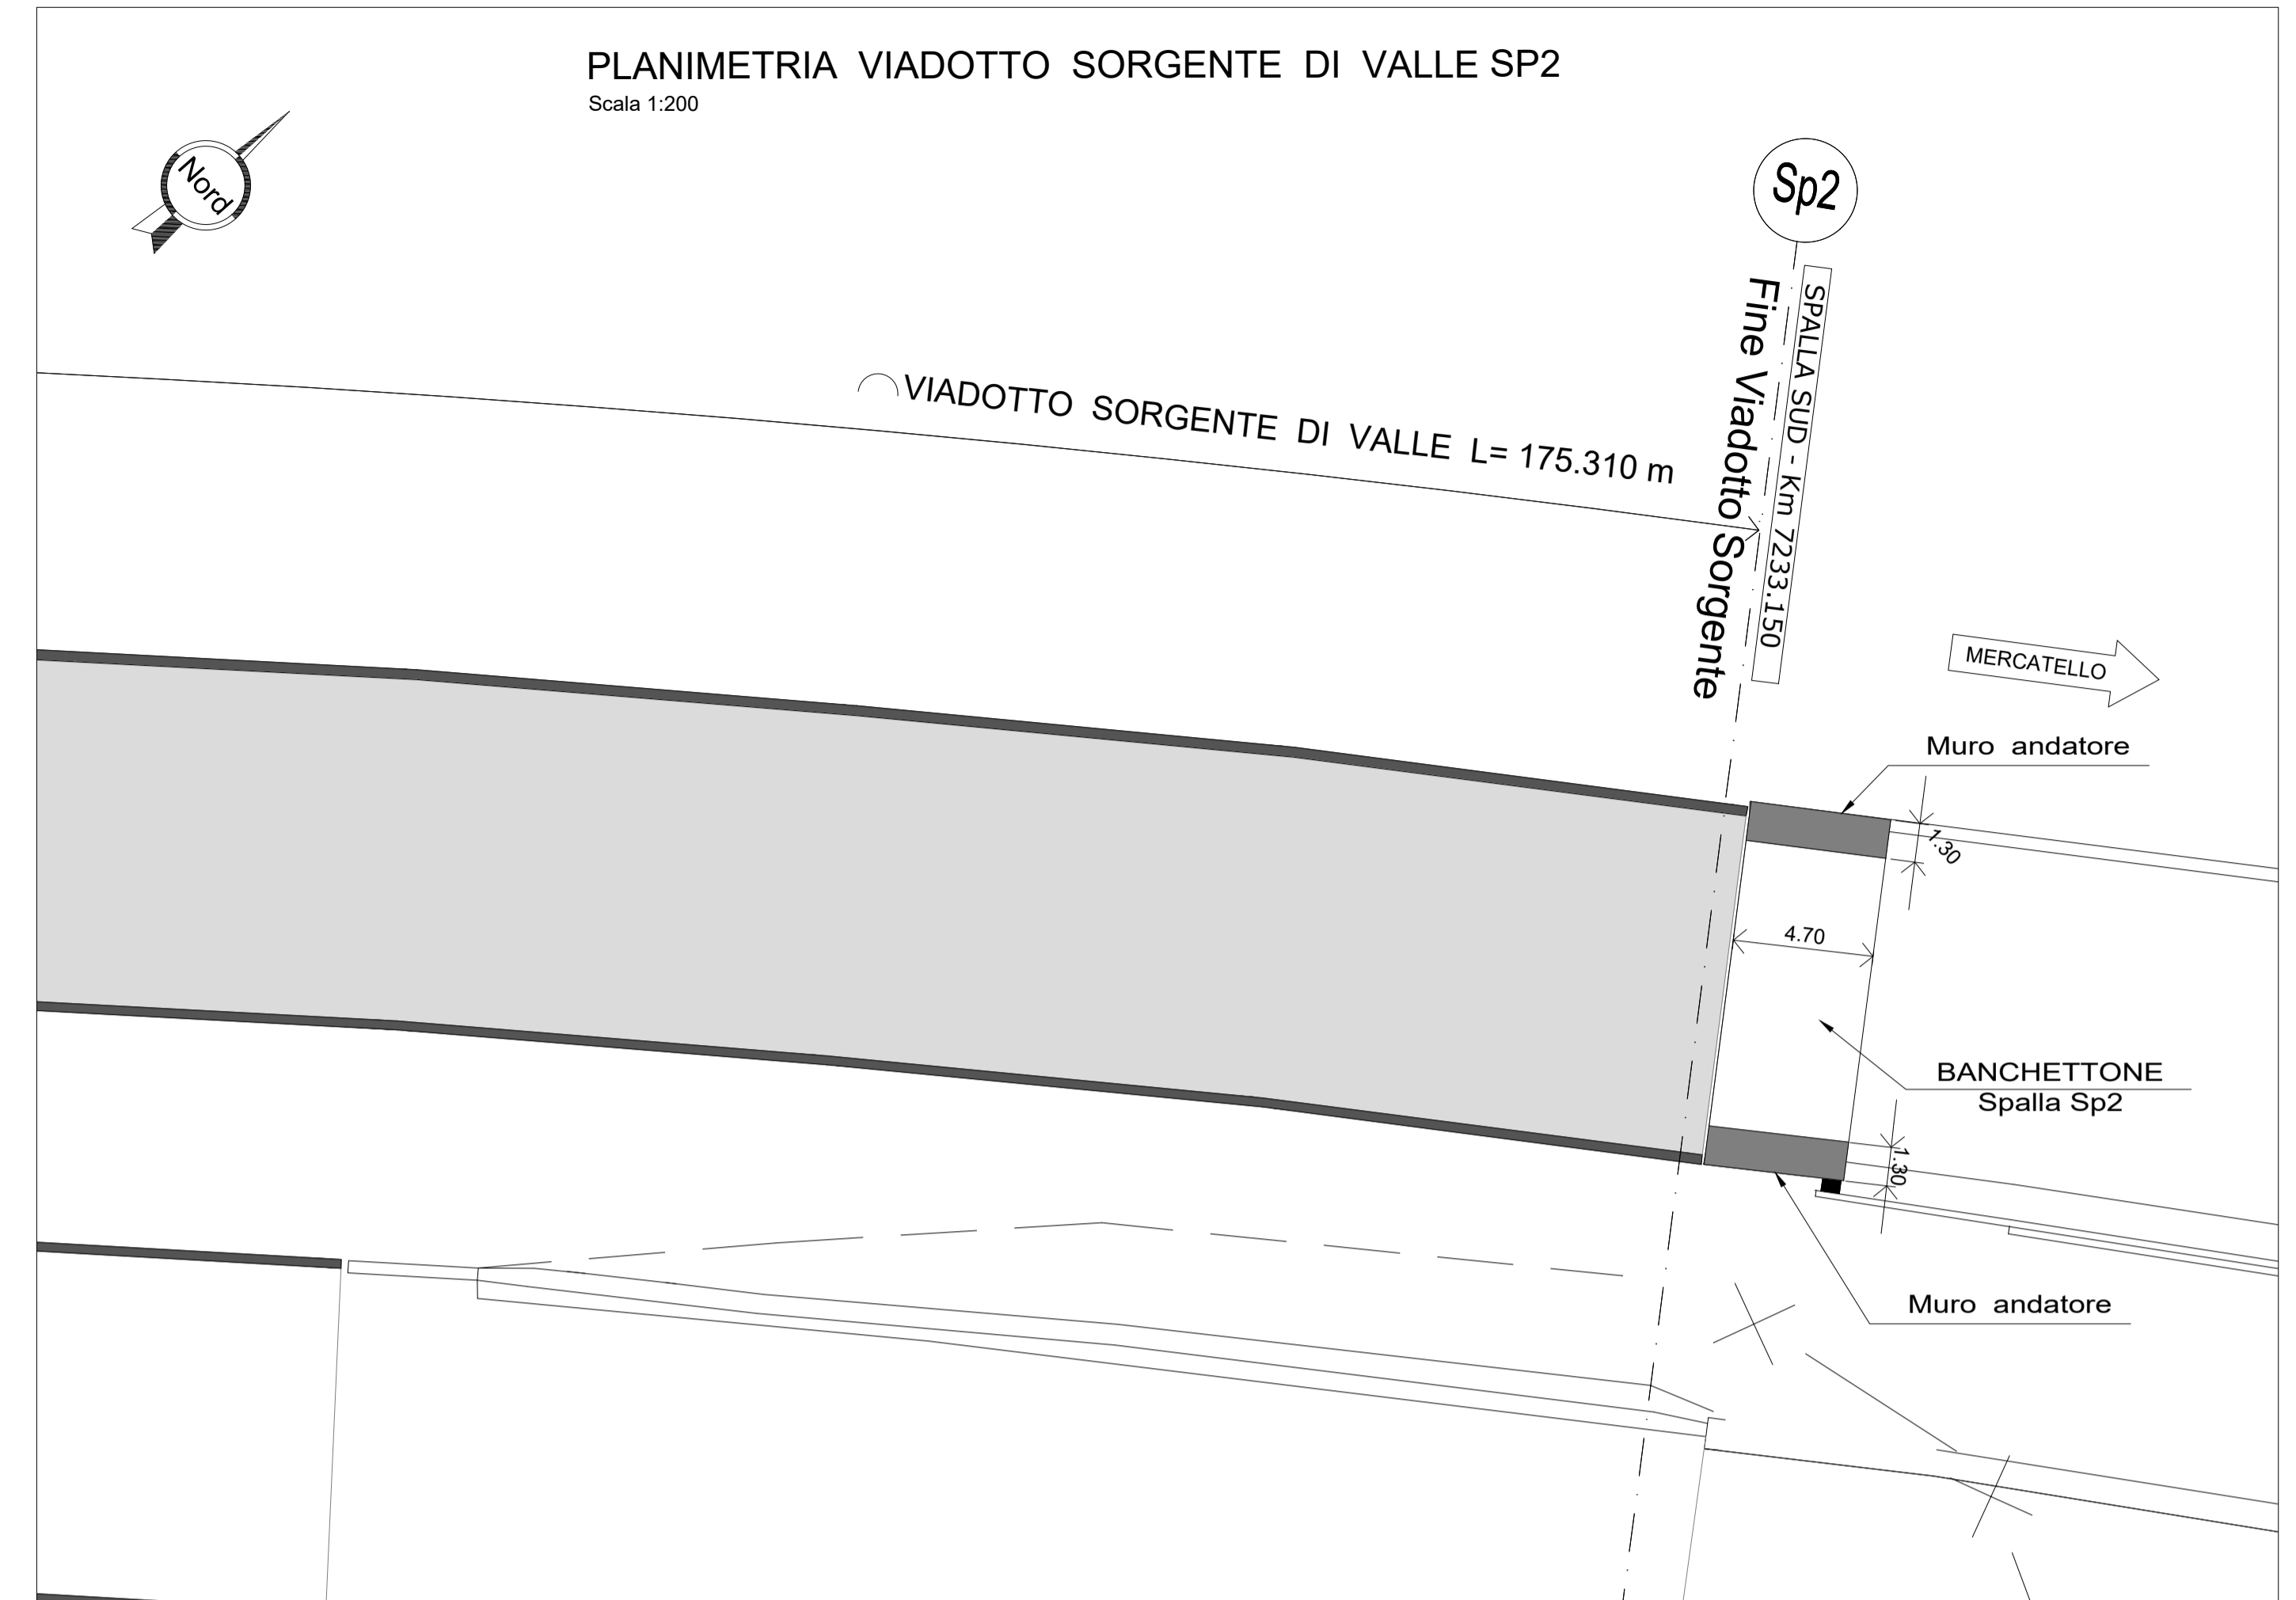 PLANIMETRIA VIADOTTO SORGENTE DI VALLE SP2
Scala 1:200
Nord
Sp2
Fine Viadotto Sorgente
SPALLA SUD - Km 7233.150
VIADOTTO SORGENTE DI VALLE L= 175.310 m
MERCATELLO
Muro andatore
1.30
4.70
BANCHETTONE
Spalla Sp2
1.30
Muro andatore